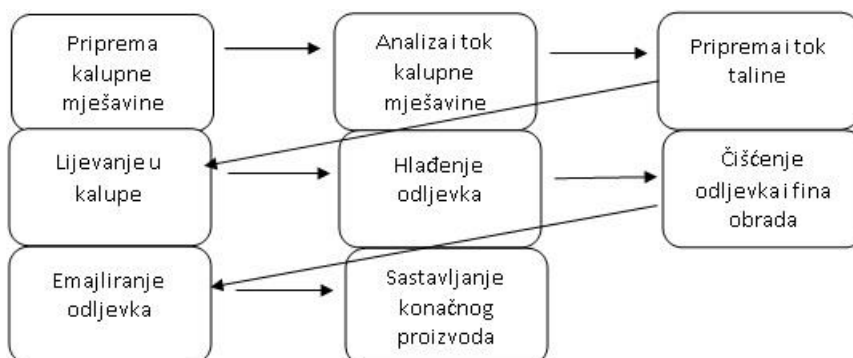 Priprema
kalupne
mješavine
Analiza i tok
kalupne
mješavine
Priprema i tok
taline
Lijevanje u
kalupe
Hlađenje
odljevka
Čišćenje
odljevka i fina
obrada
Emajliranje
odljevka
Sastavljanje
konačnog
proizvoda